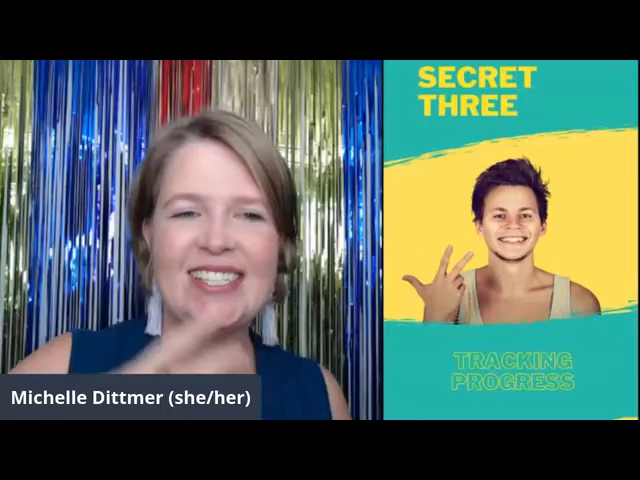 SECRET
THREE
TRACKING
PROGRESS
Michelle Dittmer (she/her)